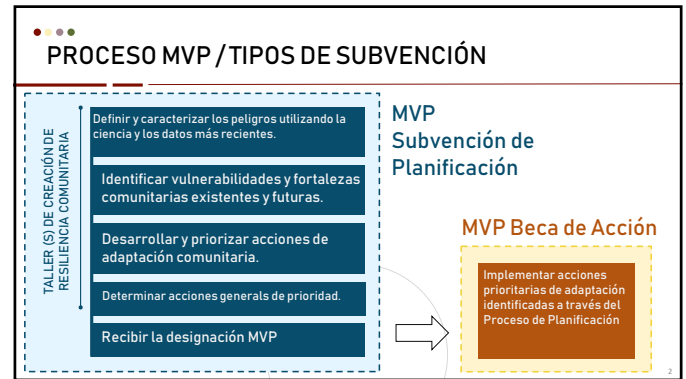 PROCESO MVP / TIPOS DE SUBVENCIÓN
TALLER (S) DE CREACIÓN DE
RESILIENCIA COMUNITARIA
Definir y caracterizar los peligros utilizando la
ciencia y los datos más recientes.
Identificar vulnerabilidades y fortalezas
comunitarias existentes y futuras.
Desarrollar y priorizar acciones de
adaptación comunitaria.
Determinar acciones generals de prioridad.
Recibir la designación MVP
MVP
Subvención de
Planificación
MVP Beca de Acción
Implementar acciones
prioritarias de adaptación
identificadas a través del
Proceso de Planificación
2